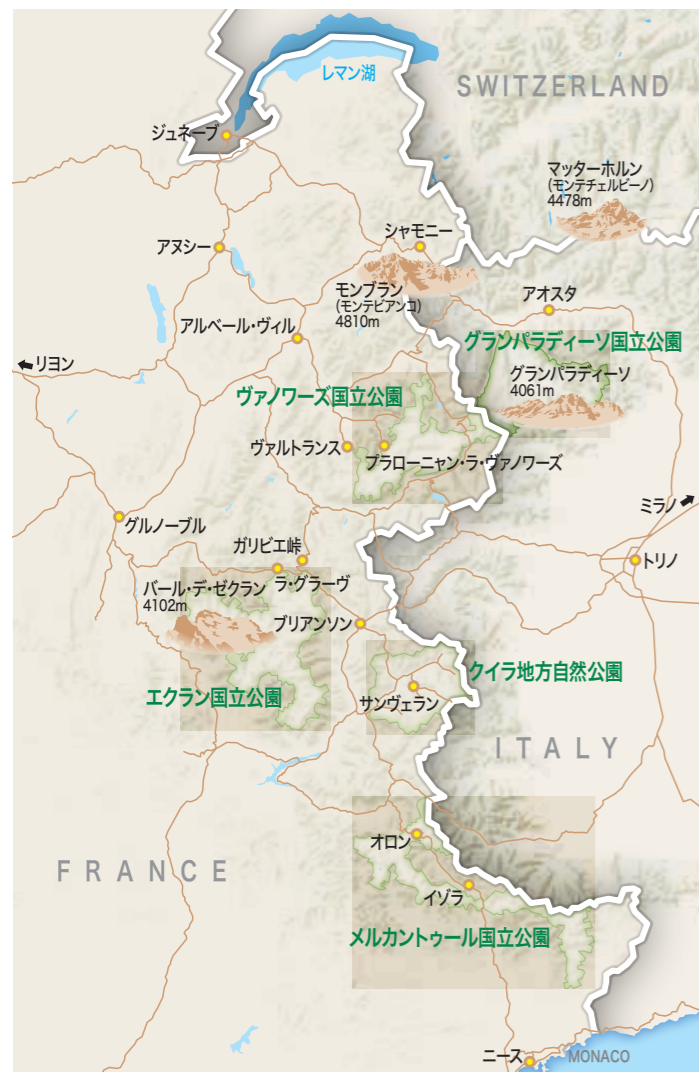 レマン湖
SWITZERLAND
ジュネーブ
マッターホルン
(モンテチェルビーノ)
4478m
シャモニー
アヌシー
モンブラン
(モンテビアンコ)
4810m
アオスタ
アルベール・ヴィル
グランパラディーソ国立公園
リヨン
グランパラディーソ
4061m
ヴァノワーズ国立公園
ヴァルトランス
プラローニャン・ラ・ヴァノワーズ
ミラノ
グルノーブル
ガリビエ峠
トリノ
バール・デ・ゼクラン
4102m
ラ・グラーヴ
ブリアンソン
クイラ地方自然公園
エクラン国立公園
サンヴェラン
ITALY
オロン
FRANCE
イゾラ
メルカントゥール国立公園
ニース
MONACO